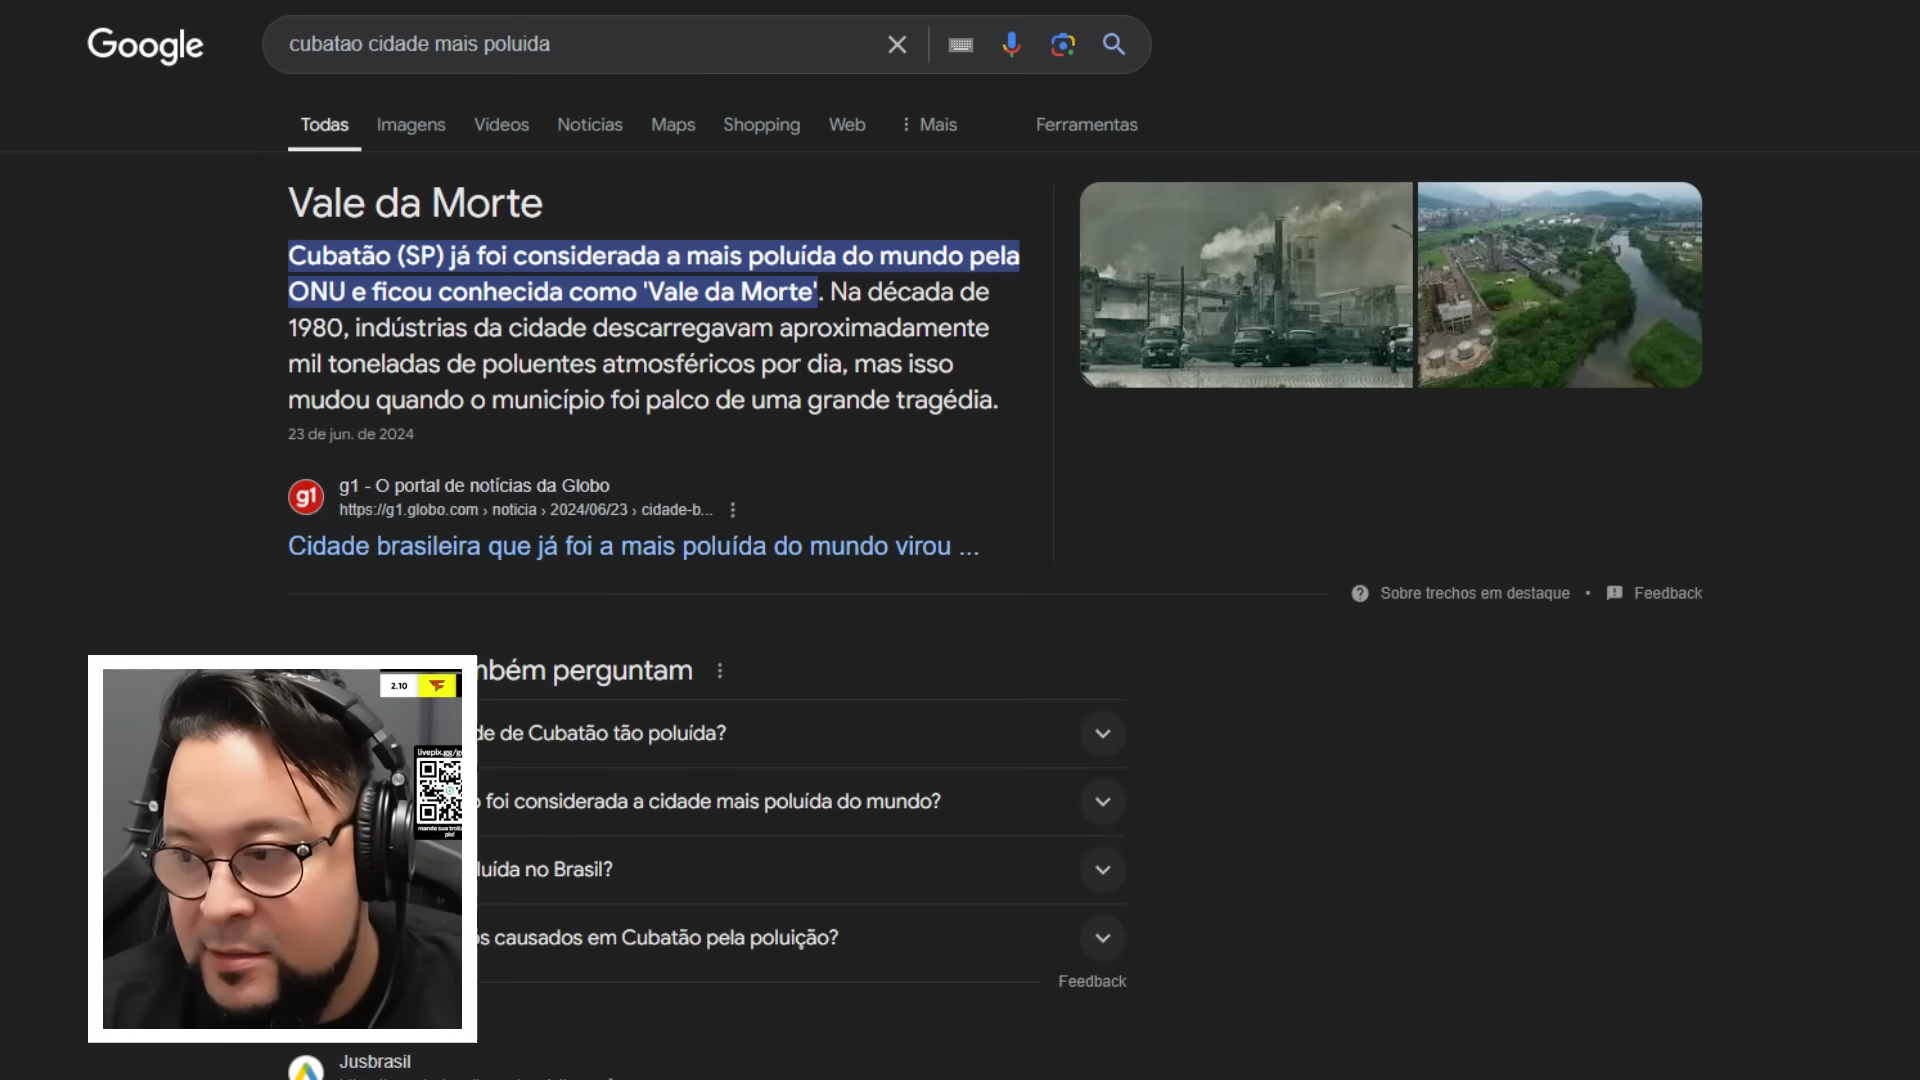 Google
cubatao cidade mais poluida
Todas
Imagens
Vídeos
Notícias
Maps
Shopping
Web
Mais
Ferramentas
Vale da Morte
Cubatão (SP) já foi considerada a mais poluída do mundo pela
ONU e ficou conhecida como 'Vale da Morte'. Na década de
1980, indústrias da cidade descarregavam aproximadamente
mil toneladas de poluentes atmosféricos por dia, mas isso
mudou quando o município foi palco de uma grande tragédia.
23 de jun. de 2024
g1
g1 - O portal de notícias da Globo
https://g1.globo.com › noticia › 2024/06/23 › cidade-b...
Cidade brasileira que já foi a mais poluída do mundo virou ...
Sobre trechos em destaque • Feedback
mbém perguntam
de de Cubatão tão poluída?
o foi considerada a cidade mais poluída do mundo?
luída no Brasil?
os causados em Cubatão pela poluição?
Feedback
2.10
livepix.gg/g
mande sua
pix!
Jusbrasil